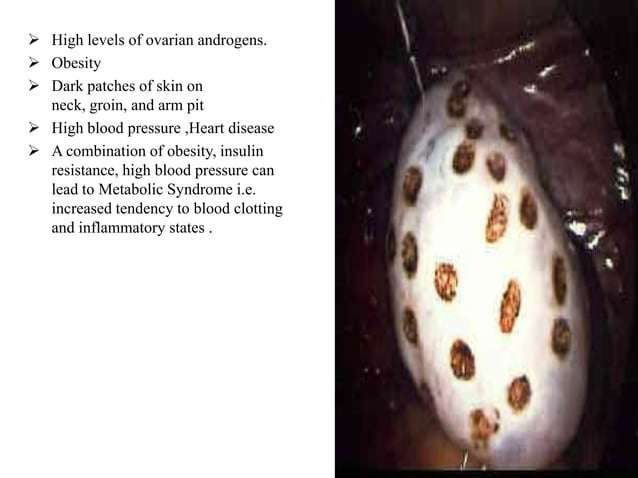 ➢ High levels of ovarian androgens.
➢ Obesity
➢ Dark patches of skin on
neck, groin, and arm pit
➢ High blood pressure ,Heart disease
➢ A combination of obesity, insulin
resistance, high blood pressure can
lead to Metabolic Syndrome i.e.
increased tendency to blood clotting
and inflammatory states .